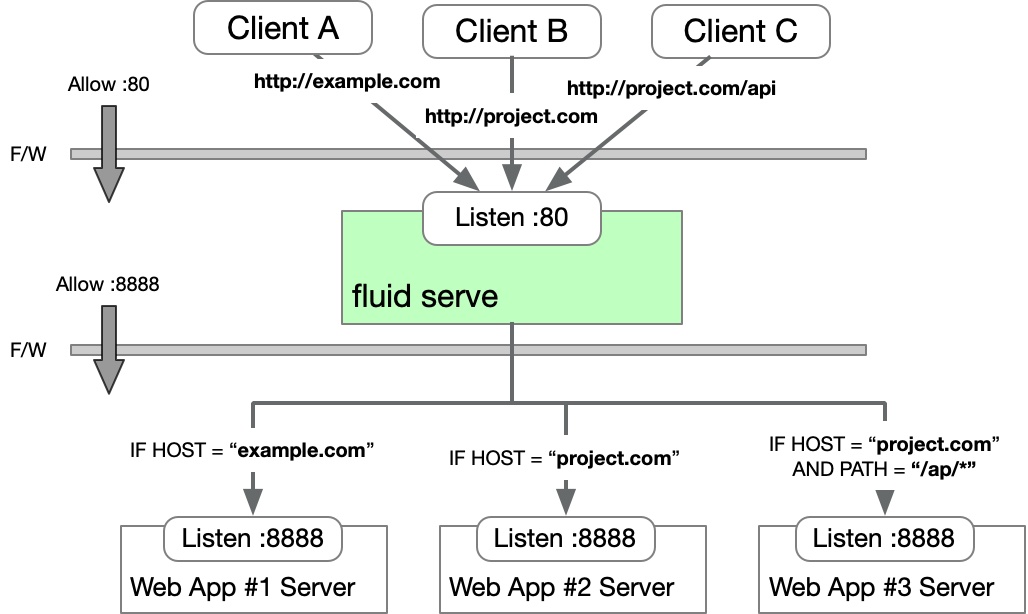 Client A
Client B
Client C
http://example.com
http://project.com
http://project.com/api
Allow :80
F/W
Listen :80
fluid serve
Allow :8888
F/W
IF HOST = “example.com”
IF HOST = “project.com”
IF HOST = “project.com”
AND PATH = “/ap/*”
Listen :8888
Web App #1 Server
Listen :8888
Web App #2 Server
Listen :8888
Web App #3 Server